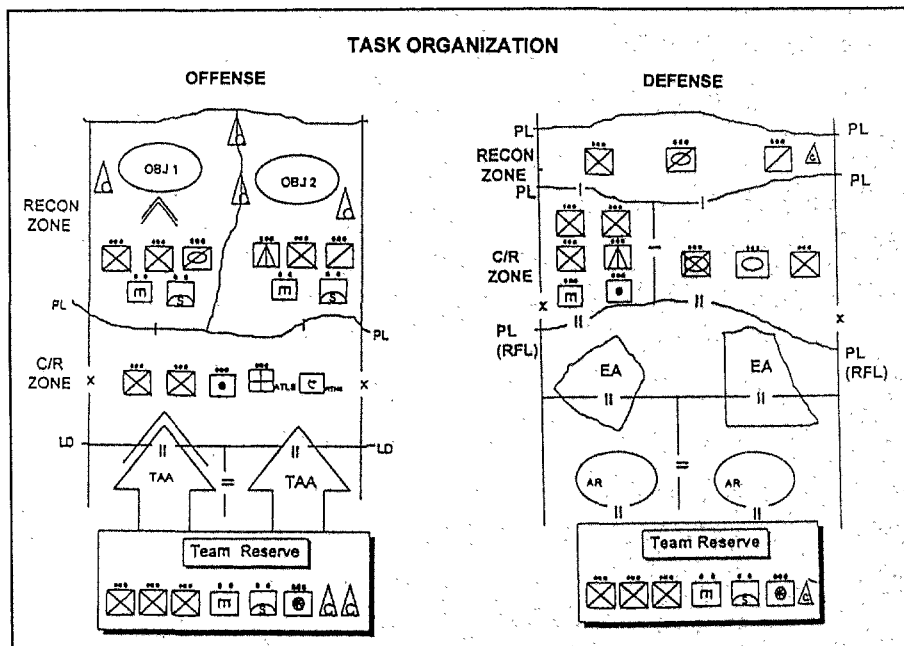 TASK ORGANIZATION
OFFENSE
OBJ 1
OBJ 2
RECON
ZONE
E
S
E
S
PL
PL
C/R
ZONE
X
X
ATLS
LD
LD
TAA
TAA
Team Reserve
E
S
C
C
DEFENSE
PL
PL
RECON
ZONE
C
PL
PL
C/R
ZONE
E
X
X
PL
(RFL)
PL
(RFL)
EA
EA
AR
AR
Team Reserve
E
S
C